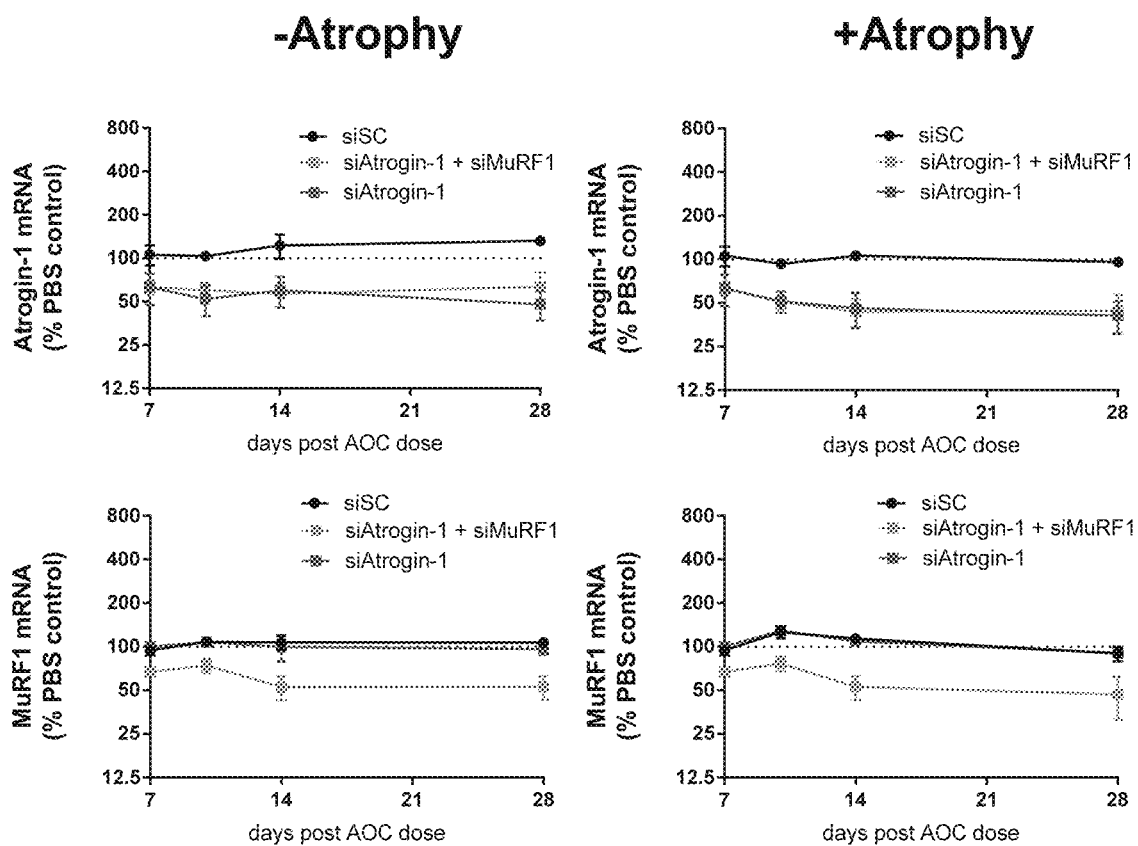 -Atrophy
+Atrophy
Atrogin-1 mRNA
(% PBS control)
800
400
200
100
50
25
12.5
7
14
21
28
days post AOC dose
siSC
siAtrogin-1 + siMuRF1
siAtrogin-1
Atrogin-1 mRNA
(% PBS control)
800
400
200
100
50
25
12.5
7
14
21
28
days post AOC dose
siSC
siAtrogin-1 + siMuRF1
siAtrogin-1
MuRF1 mRNA
(% PBS control)
800
400
200
100
50
25
12.5
7
14
21
28
days post AOC dose
siSC
siAtrogin-1 + siMuRF1
siAtrogin-1
MuRF1 mRNA
(% PBS control)
800
400
200
100
50
25
12.5
7
14
21
28
days post AOC dose
siSC
siAtrogin-1 + siMuRF1
siAtrogin-1